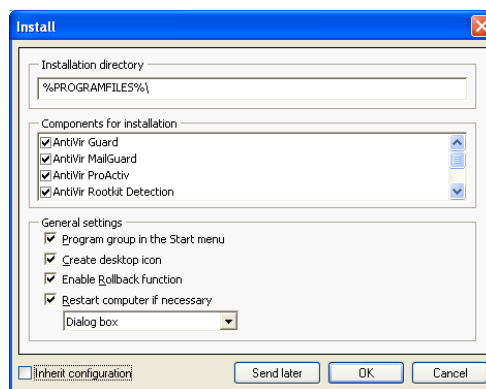 Install
Installation directory
%PROGRAMFILES%\
Components for installation
AntiVir Guard
AntiVir MailGuard
AntiVir ProActiv
AntiVir Rootkit Detection
General settings
Program group in the Start menu
Create desktop icon
Enable Rollback function
Restart computer if necessary
Dialog box
Inherit configuration
Send later
OK
Cancel